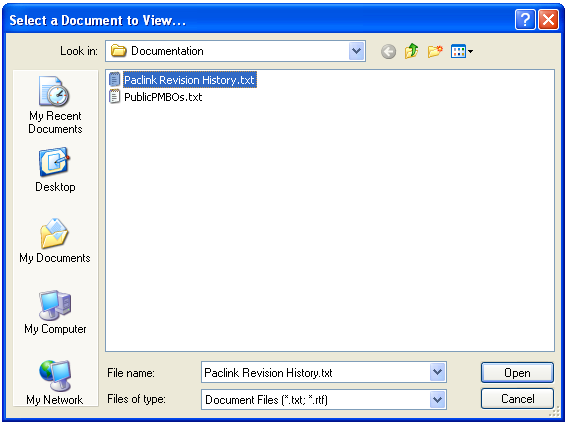 Select a Document to View...
Look in:
Documentation
My Recent
Documents
Desktop
My Documents
My Computer
My Network
Paclink Revision History.txt
PublicPMBOs.txt
File name:
Paclink Revision History.txt
Open
Files of type:
Document Files (*.txt; *.rtf)
Cancel